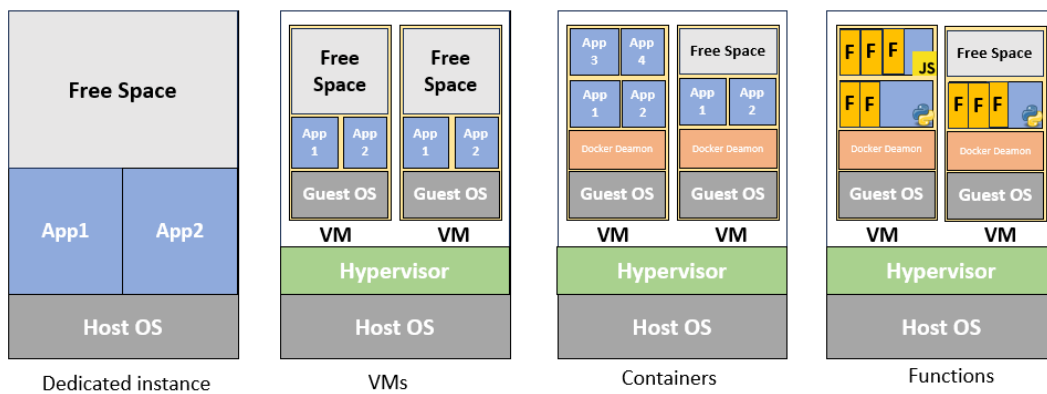 Free Space
App1
App2
Host OS
Dedicated instance
Free
Space
Free
Space
App
1
App
2
App
1
App
2
Guest OS
Guest OS
VM
VM
Hypervisor
Host OS
VMs
App
3
App
4
Free Space
App
1
App
2
App
1
App
2
Docker Deamon
Docker Deamon
Guest OS
Guest OS
VM
VM
Hypervisor
Host OS
Containers
F F F
JS
Free Space
F F
F F F
Docker Deamon
Docker Deamon
Guest OS
Guest OS
VM
VM
Hypervisor
Host OS
Functions